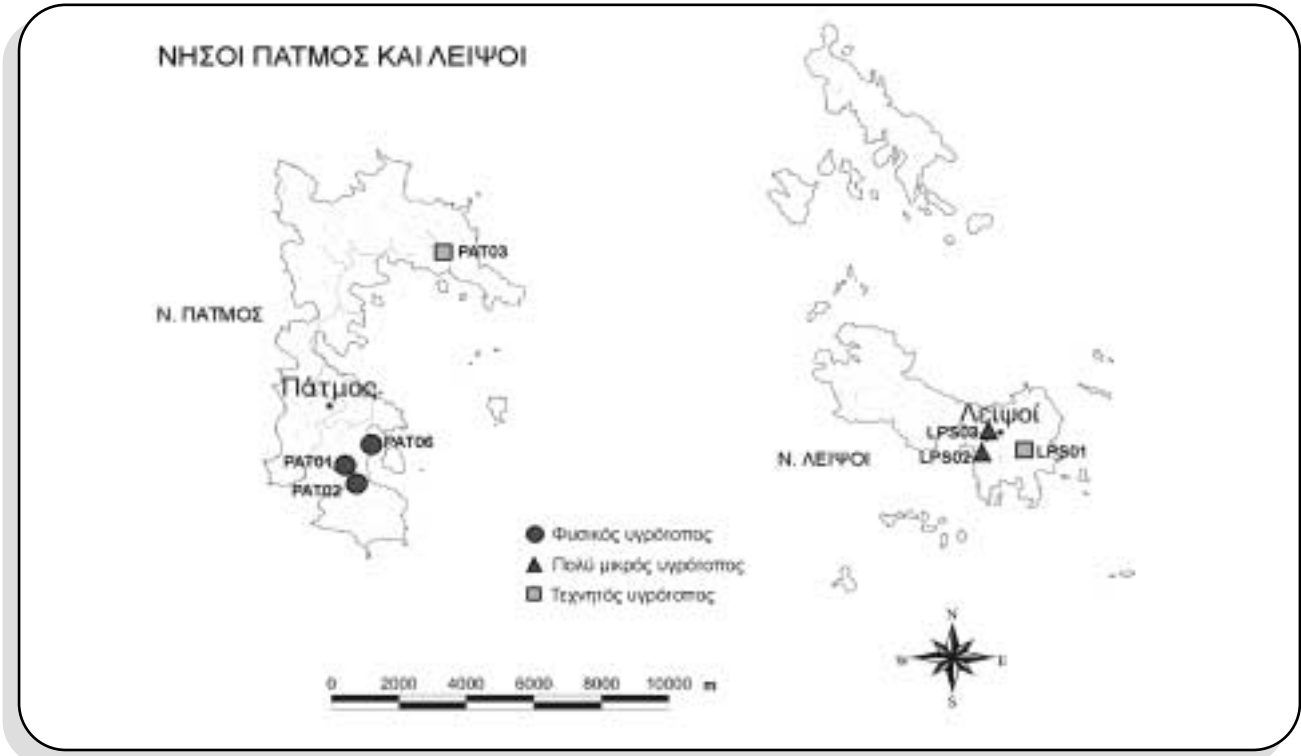 ΝΗΣΟΙ ΠΑΤΜΟΣ ΚΑΙ ΛΕΙΨΟΙ
PAT03
Ν. ΠΑΤΜΟΣ
Πάτμος
PAT06
PAT01
PAT02
Λειψοί
LPS03
LPS02
LPS01
Ν. ΛΕΙΨΟΙ
Φυσικός υγρότοπος
Πολύ μικρός υγρότοπος
Τεχνητός υγρότοπος
N
W E
S
0 2000 4000 6000 8000 10000 m